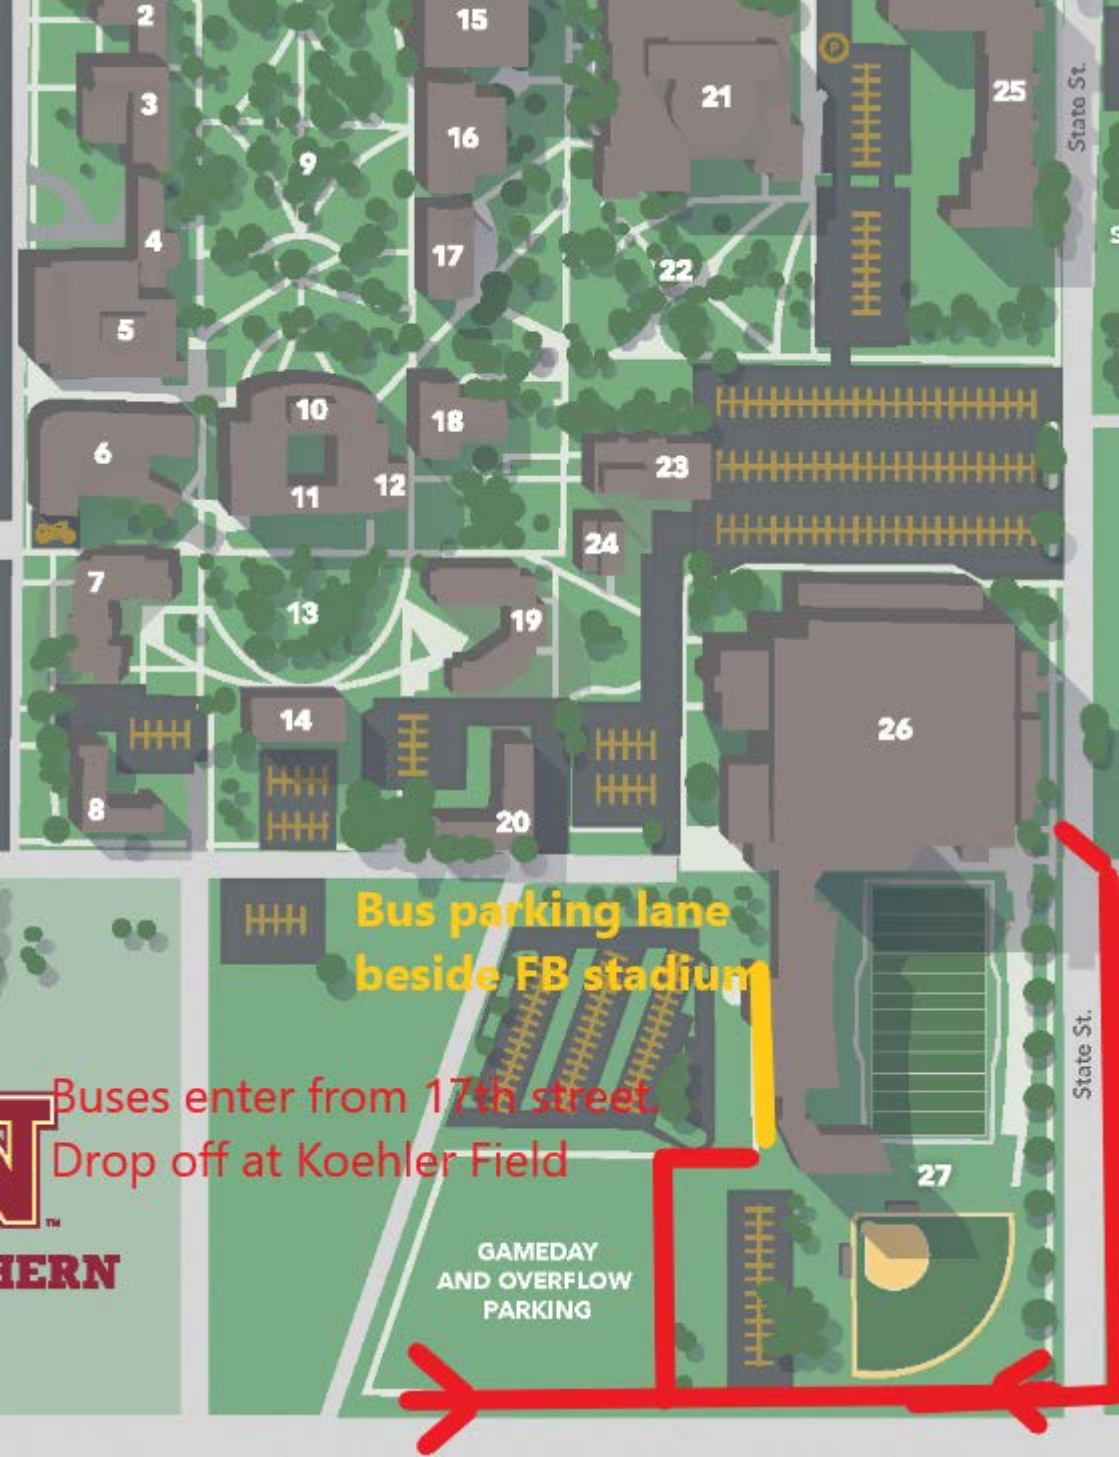 2
15
3
21
25
State St.
16
9
4
17
22
5
10
18
6
23
12
11
24
7
13
19
14
26
8
20
Bus parking lane
beside FB stadium
State St.
Buses enter from 17th street.
Drop off at Koehler Field
27
N
™
HERN
GAMEDAY
AND OVERFLOW
PARKING
P
S